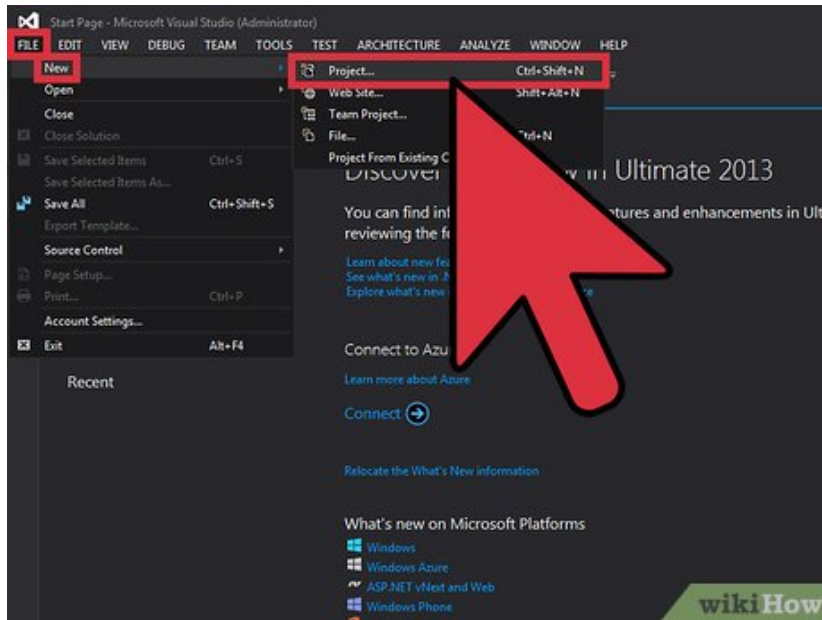 Start Page - Microsoft Visual Studio (Administrator)
FILE EDIT VIEW DEBUG TEAM TOOLS TEST ARCHITECTURE ANALYZE WINDOW HELP
New
Open
Close
Close Solution
Save Selected Items Ctrl+S
Save Selected Items As...
Save All Ctrl+Shift+S
Export Template...
Source Control
Page Setup...
Print... Ctrl+P
Account Settings...
Exit Alt+F4
Recent
Project... Ctrl+Shift+N
Web Site... Shift+Alt+N
Team Project...
File... Ctrl+N
Project From Existing
Discover in Ultimate 2013
You can find and enhancements in
reviewing the
Learn about new
See what's new in
Explore what's new
Connect to
Learn more about Azure
Connect
Relocate the What's New information
What's new on Microsoft Platforms
Windows
Windows Azure
ASP.NET vNext and Web
Windows Phone
wikiHow